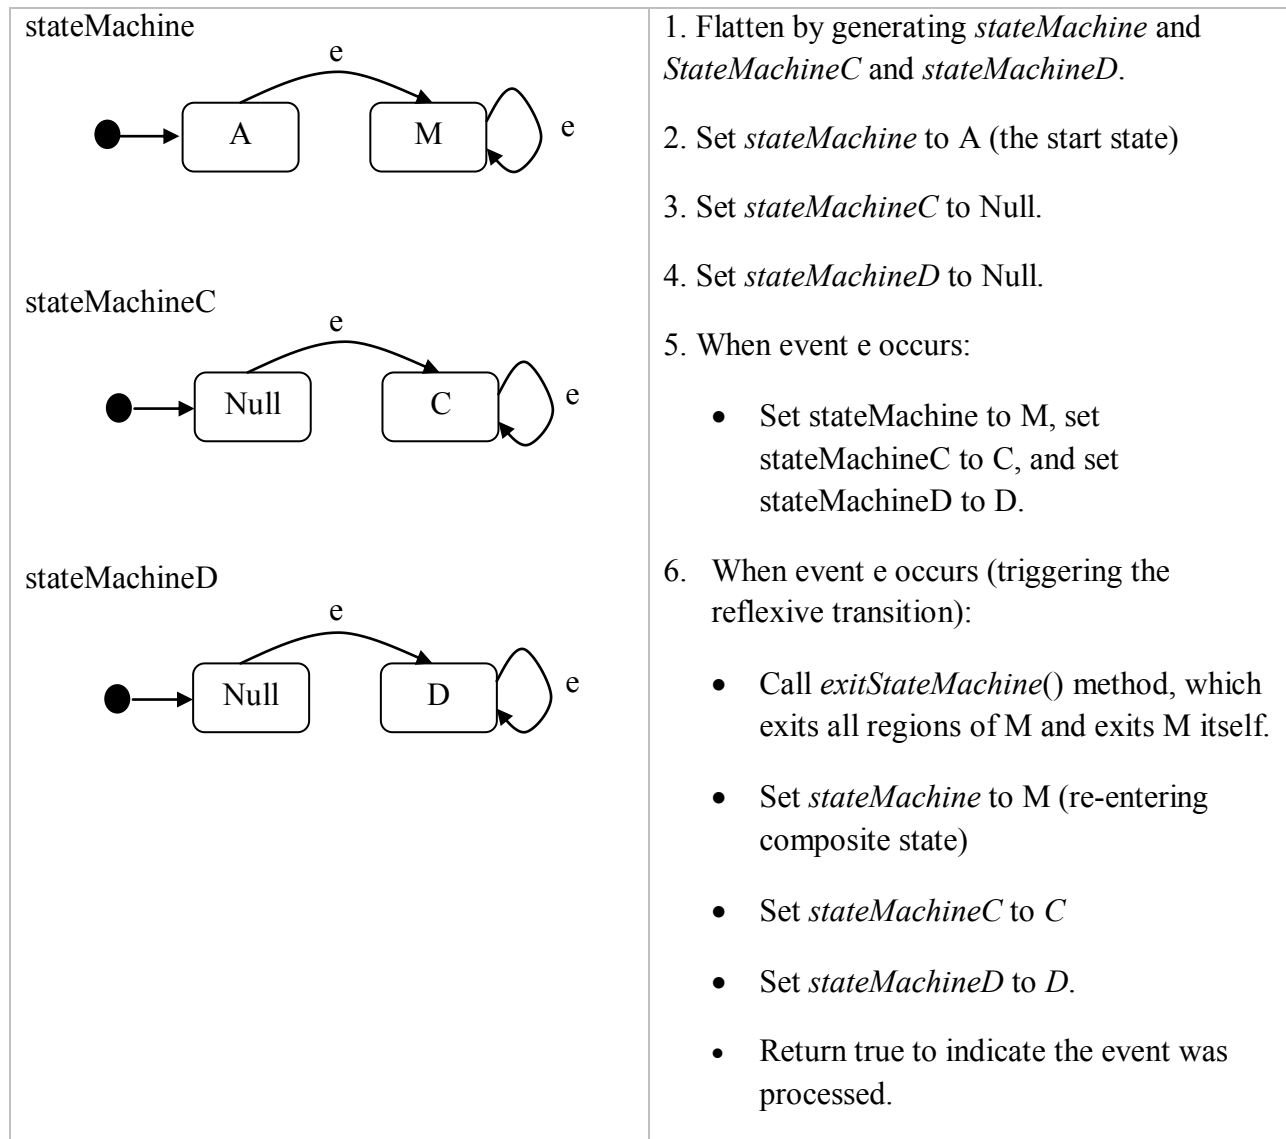 stateMachine
e
A
M
e
stateMachineC
e
Null
C
e
stateMachineD
e
Null
D
e
1. Flatten by generating stateMachine and
StateMachineC and stateMachineD.
2. Set stateMachine to A (the start state)
3. Set stateMachineC to Null.
4. Set stateMachineD to Null.
5. When event e occurs:
• Set stateMachine to M, set
stateMachineC to C, and set
stateMachineD to D.
6. When event e occurs (triggering the
reflexive transition):
• Call exitStateMachine() method, which
exits all regions of M and exits M itself.
• Set stateMachine to M (re-entering
composite state)
• Set stateMachineC to C
• Set stateMachineD to D.
• Return true to indicate the event was
processed.